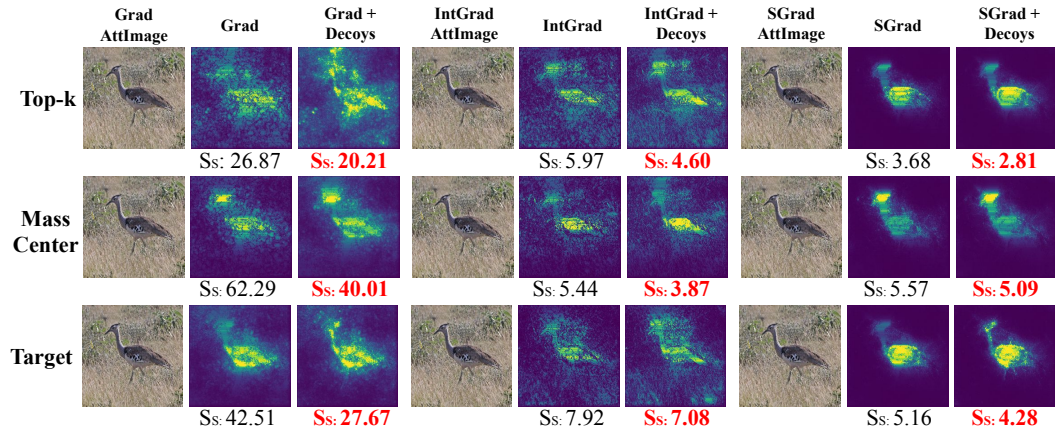 Grad AttImage Grad Grad + Decoys IntGrad AttImage IntGrad IntGrad + Decoys SGrad AttImage SGrad SGrad + Decoys
Top-k
Ss: 26.87 Ss: 20.21 Ss: 5.97 Ss: 4.60 Ss: 3.68 Ss: 2.81
Mass Center
Ss: 62.29 Ss: 40.01 Ss: 5.44 Ss: 3.87 Ss: 5.57 Ss: 5.09
Target
Ss: 42.51 Ss: 27.67 Ss: 7.92 Ss: 7.08 Ss: 5.16 Ss: 4.28